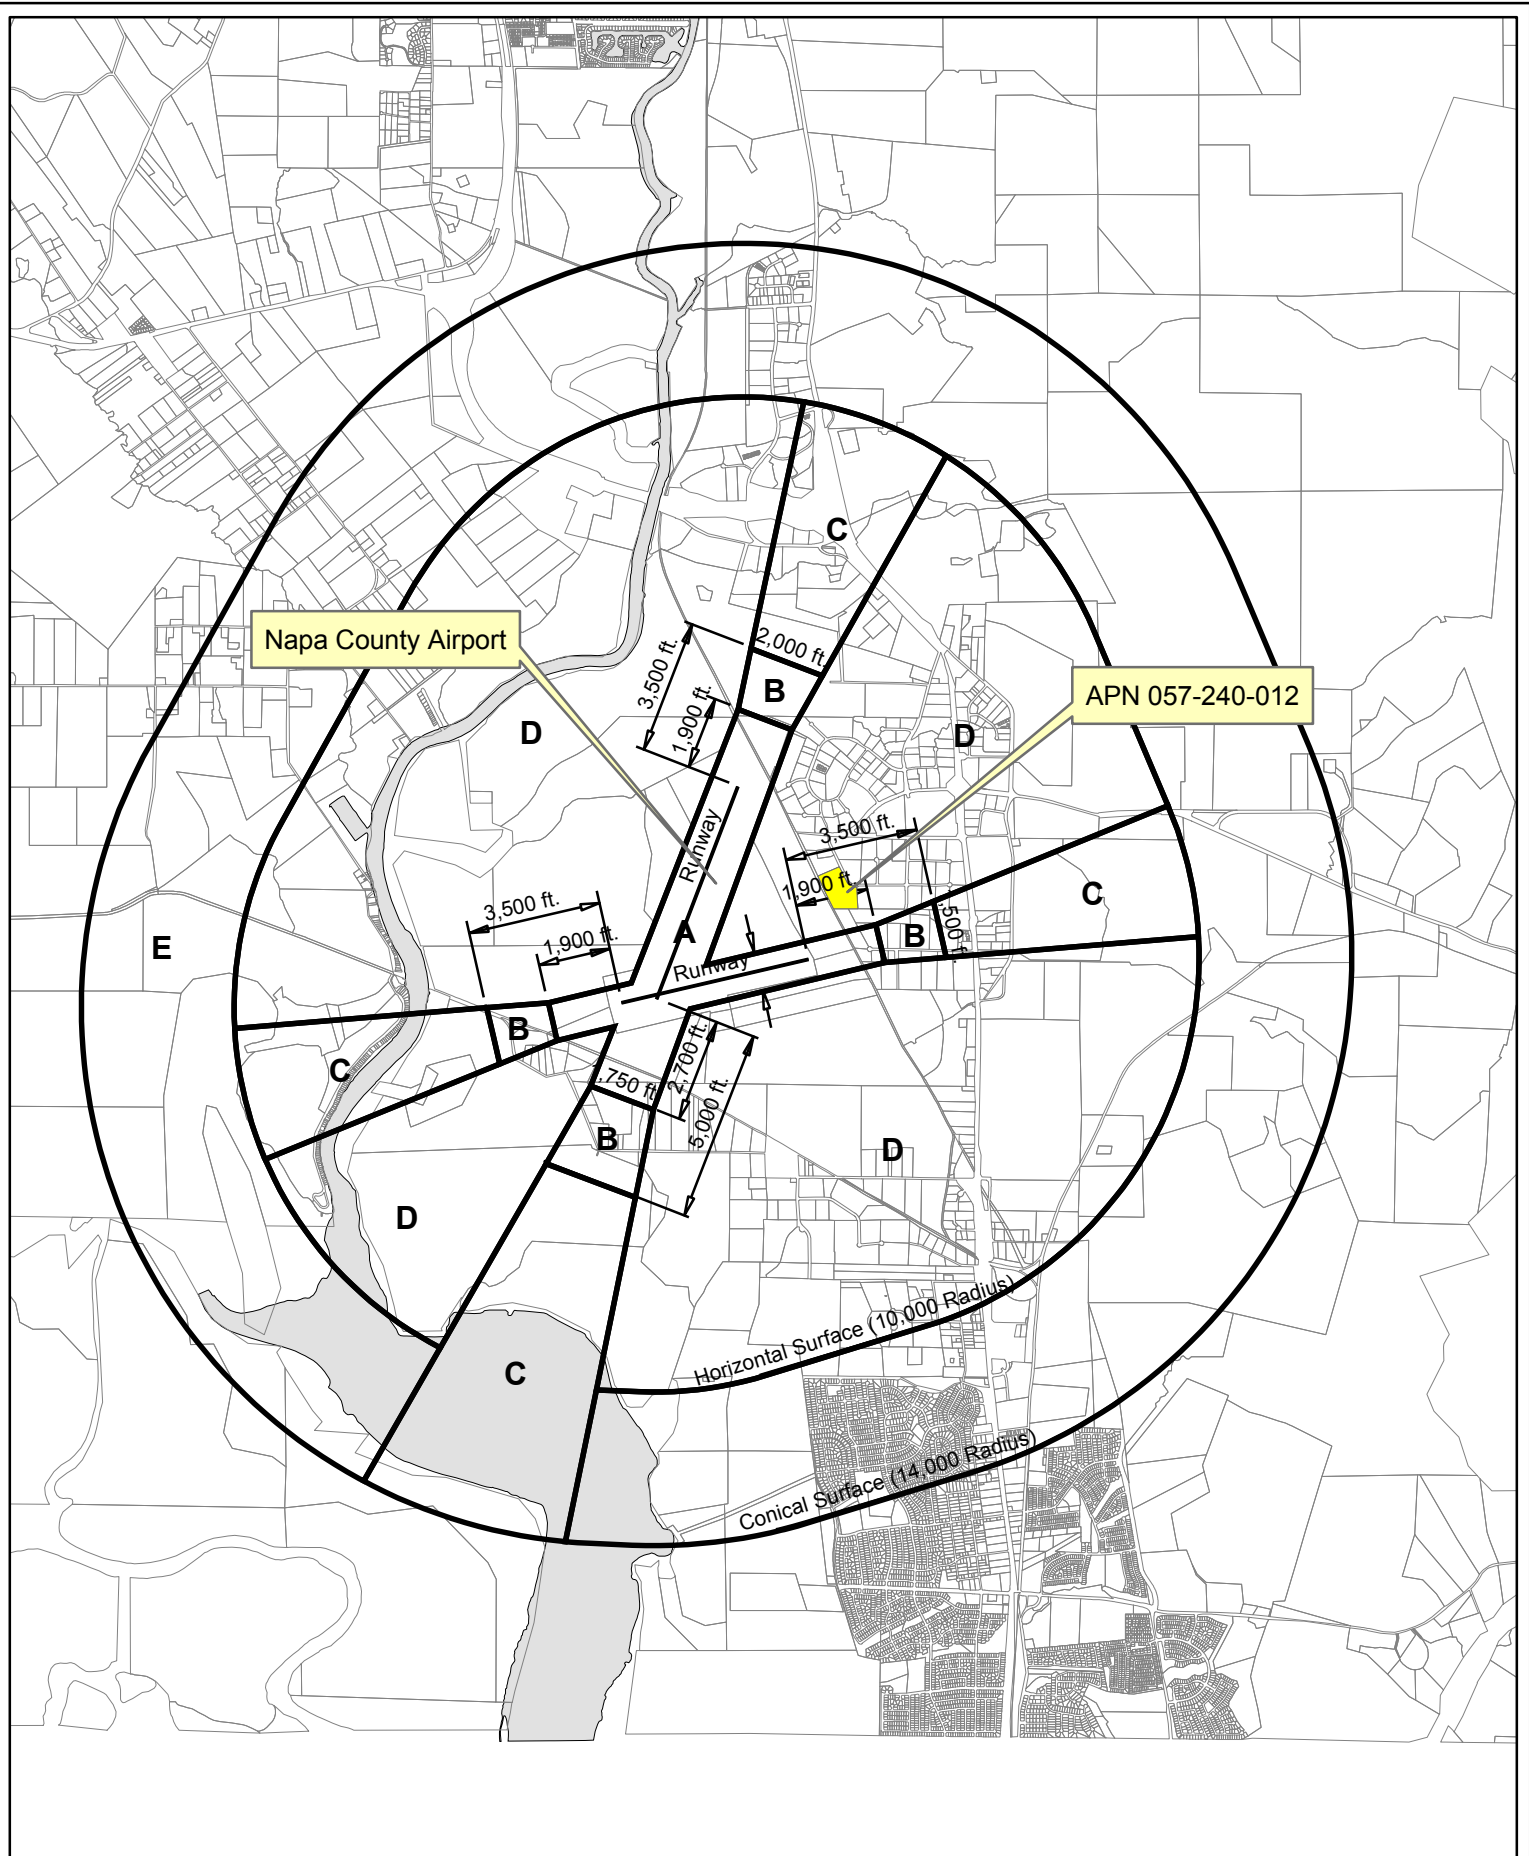 C
2,000 ft.
Napa County Airport
3,500 ft.
B
1,900 ft.
APN 057-240-012
D
D
Runway
3,500 ft.
1,900 ft.
C
3,500 ft.
,500 ft.
A
B
E
1,900 ft.
Runway
B
C
2,700 ft.
,750 ft
5,000 ft.
B
D
D
Horizontal Surface (10,000 Radius)
C
Conical Surface (14,000 Radius)